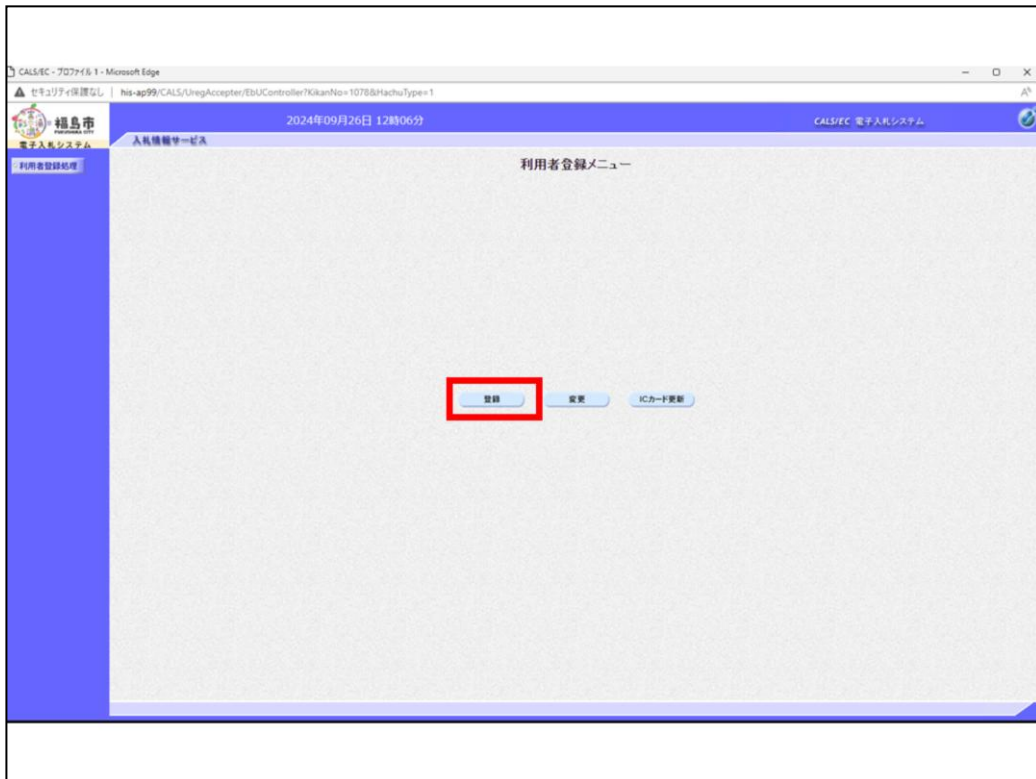 CALS/EC - プロファイル 1 - Microsoft Edge
セキュリティ保護なし | his-ap99/CALS/UregAccepter/EbUController?KikanNo=1078&HachuType=1
福島市
FUKUSHIMA CITY
電子入札システム
2024年09月26日 12時06分
CALS/EC 電子入札システム
入札情報サービス
利用者登録処理
利用者登録メニュー
登録
変更
ICカード更新